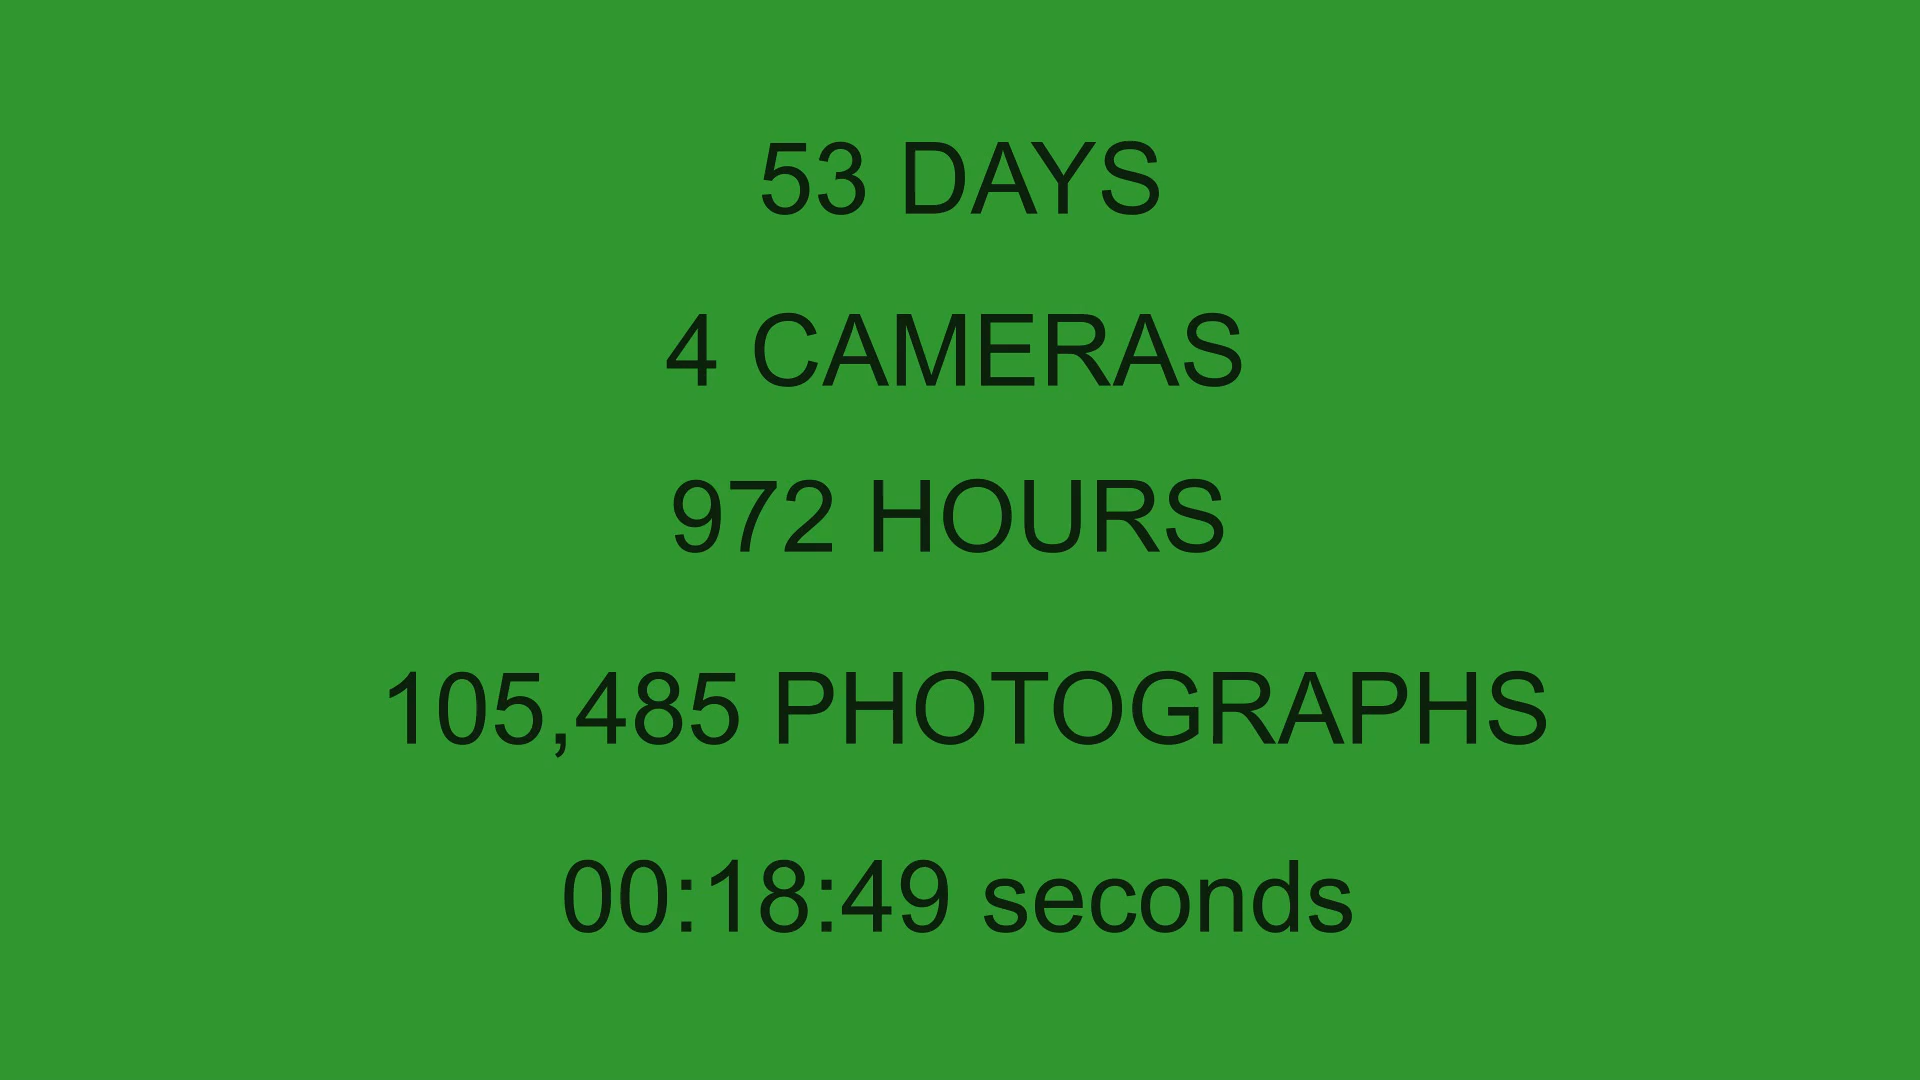 53 DAYS
4 CAMERAS
972 HOURS
105,485 PHOTOGRAPHS
00:18:49 seconds